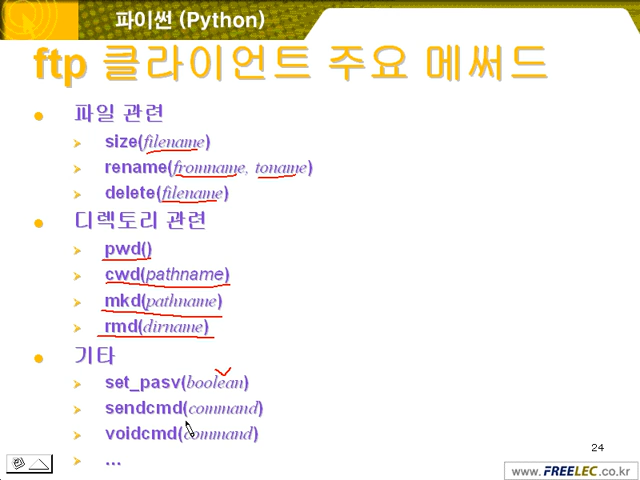 파이썬 (Python)
ftp 클라이언트 주요 메써드
파일 관련
size(filename)
rename(fromname, toname)
delete(filename)
디렉토리 관련
pwd()
cwd(pathname)
mkd(pathname)
rmd(dirname)
기타
set_pasv(boolean)
sendcmd(command)
voidcmd(command)
...
24
www.FREELEC.co.kr